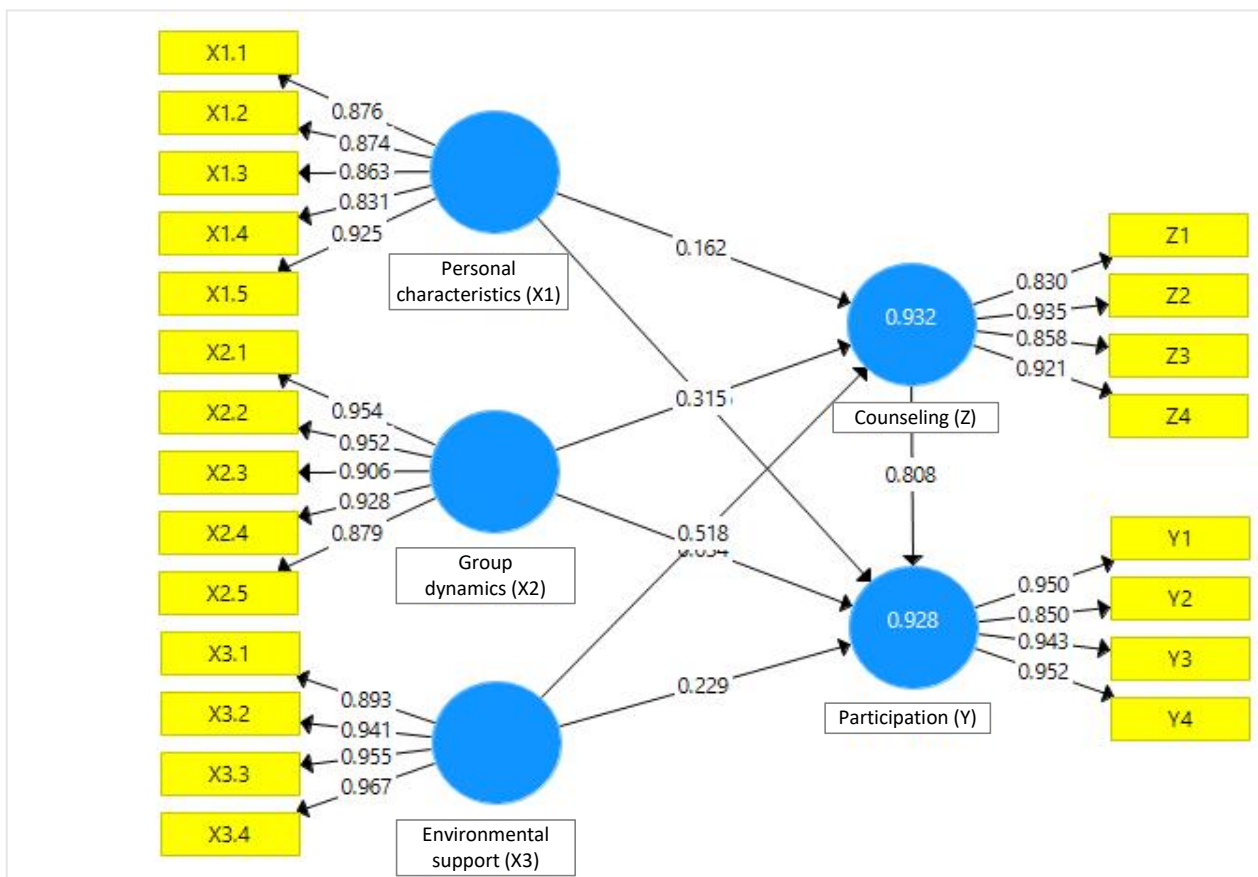 X1.1
X1.2
X1.3
X1.4
X1.5
0.876
0.874
0.863
0.831
0.925
Personal
characteristics (X1)
X2.1
X2.2
X2.3
X2.4
X2.5
0.954
0.952
0.906
0.928
0.879
Group
dynamics (X2)
X3.1
X3.2
X3.3
X3.4
0.893
0.941
0.955
0.967
Environmental
support (X3)
0.162
0.315
0.518
0.229
0.932
Counseling (Z)
0.808
0.928
Participation (Y)
0.830
0.935
0.858
0.921
Z1
Z2
Z3
Z4
0.950
0.850
0.943
0.952
Y1
Y2
Y3
Y4